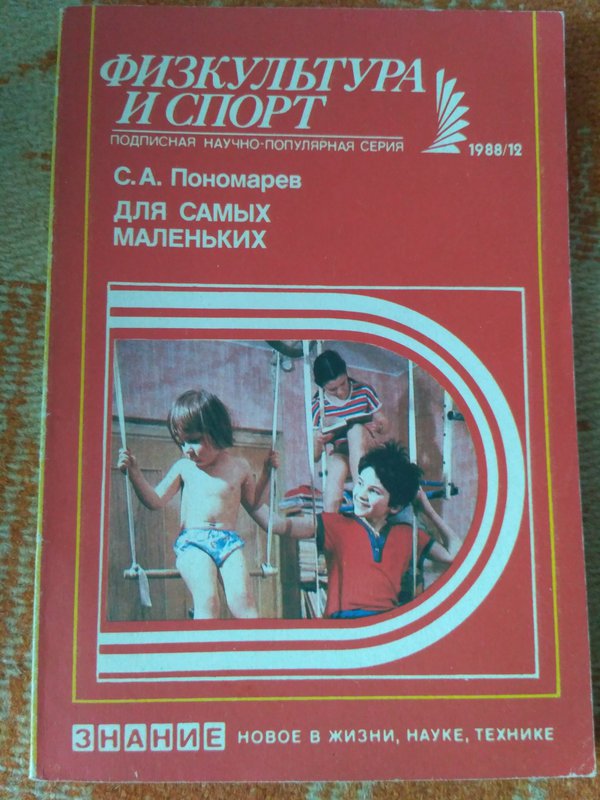 ФИЗКУЛЬТУРА
И СПОРТ
ПОДПИСНАЯ НАУЧНО-ПОПУЛЯРНАЯ СЕРИЯ
1988/12
С.А. Пономарев
ДЛЯ САМЫХ
МАЛЕНЬКИХ
ЗНАНИЕ НОВОЕ В ЖИЗНИ, НАУКЕ, ТЕХНИКЕ